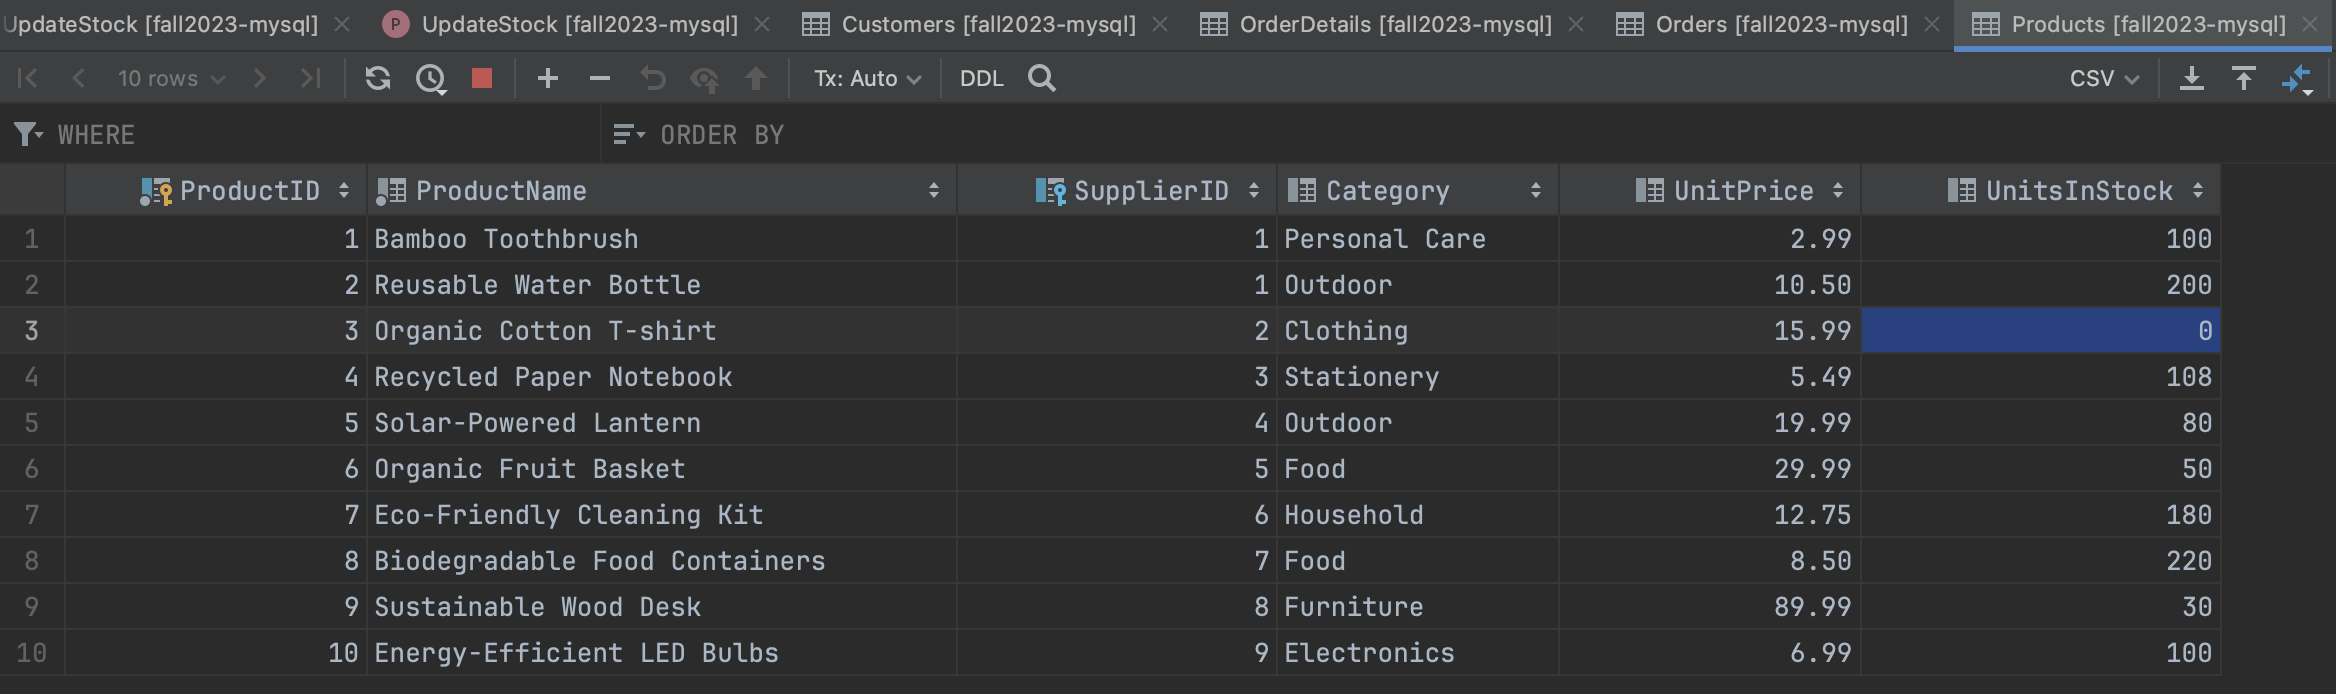 UpdateStock [fall2023-mysql] P UpdateStock [fall2023-mysql] Customers [fall2023-mysql] OrderDetails [fall2023-mysql] Orders [fall2023-mysql] Products [fall2023-mysql]
10 rows Tx: Auto DDL CSV
WHERE ORDER BY
ProductID ProductName SupplierID Category UnitPrice UnitsInStock
1 1 Bamboo Toothbrush 1 Personal Care 2.99 100
2 2 Reusable Water Bottle 1 Outdoor 10.50 200
3 3 Organic Cotton T-shirt 2 Clothing 15.99 0
4 4 Recycled Paper Notebook 3 Stationery 5.49 108
5 5 Solar-Powered Lantern 4 Outdoor 19.99 80
6 6 Organic Fruit Basket 5 Food 29.99 50
7 7 Eco-Friendly Cleaning Kit 6 Household 12.75 180
8 8 Biodegradable Food Containers 7 Food 8.50 220
9 9 Sustainable Wood Desk 8 Furniture 89.99 30
10 10 Energy-Efficient LED Bulbs 9 Electronics 6.99 100